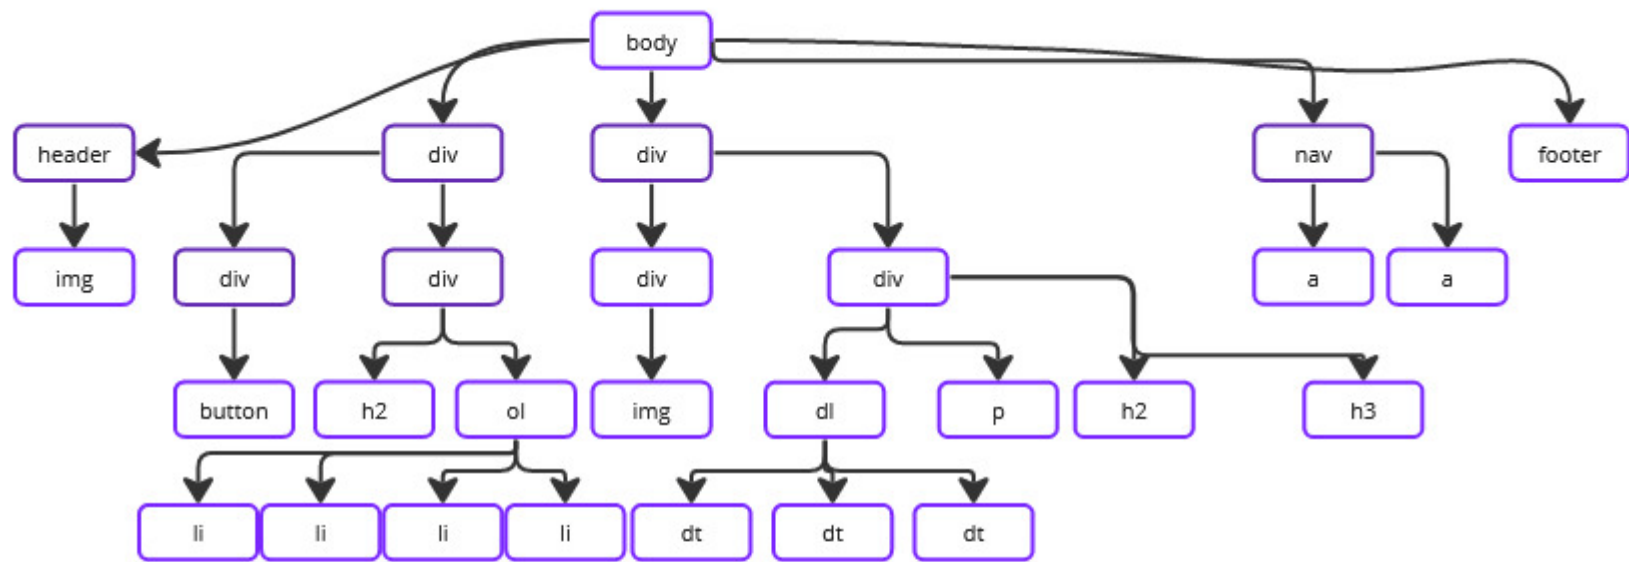 body
header
div
div
nav
footer
img
div
div
div
div
a
a
button
h2
ol
img
dl
p
h2
h3
li
li
li
li
dt
dt
dt